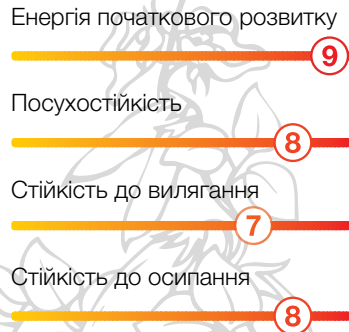 Енергія початкового розвитку
9
Посухостійкість
8
Стійкість до вилягання
7
Стійкість до осипання
8